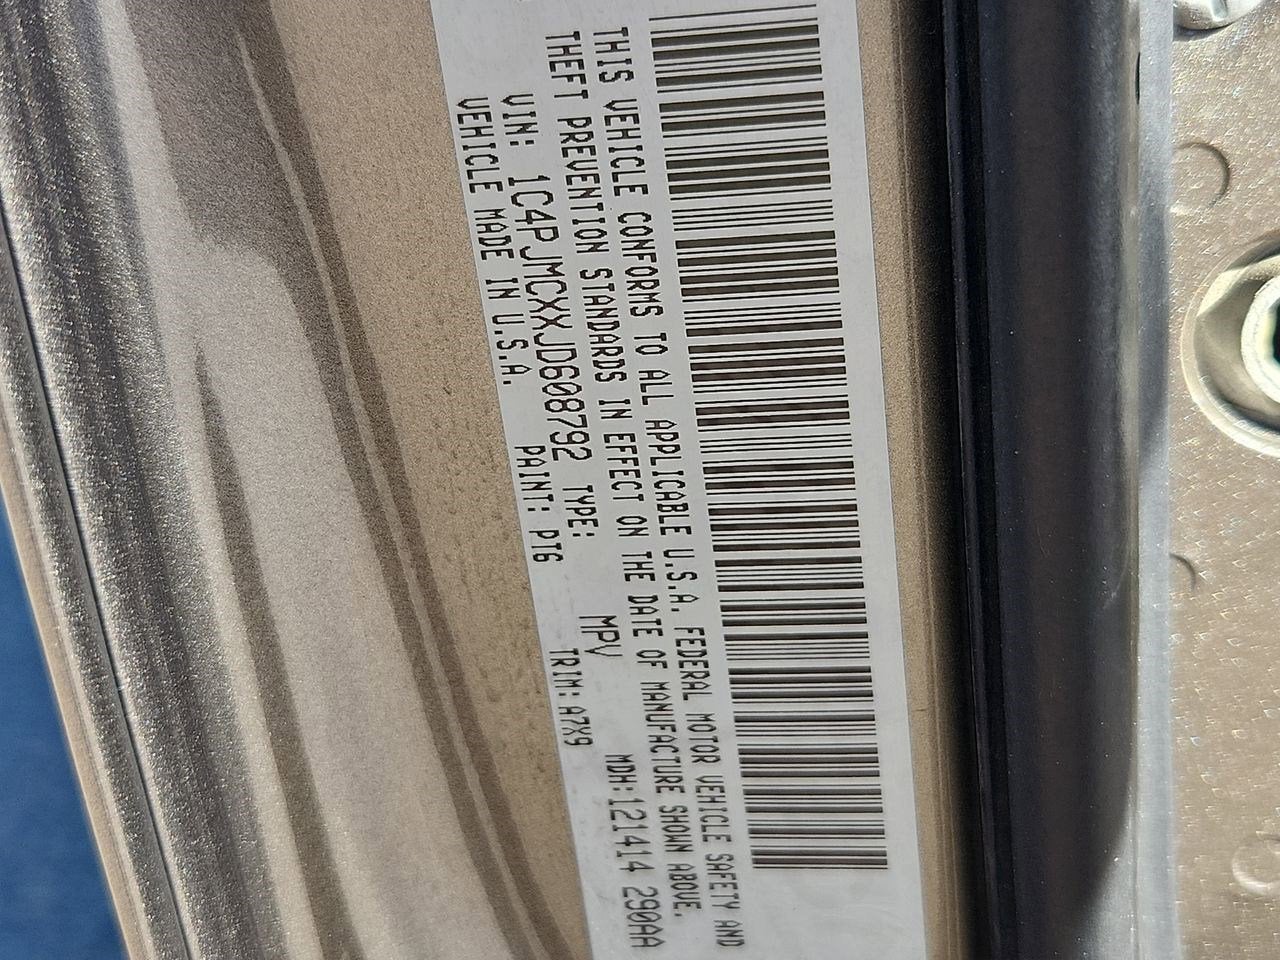 THIS VEHICLE CONFORMS TO ALL APPLICABLE U.S.A. FEDERAL MOTOR VEHICLE SAFETY AND
THEFT PREVENTION STANDARDS IN EFFECT ON THE DATE OF MANUFACTURE SHOWN ABOVE.
VIN: 1C4PJMCXXJD608792 TYPE: MPV MDH: 121414 290AA
VEHICLE MADE IN U.S.A. PAINT: PT6 TRIM: A7X9